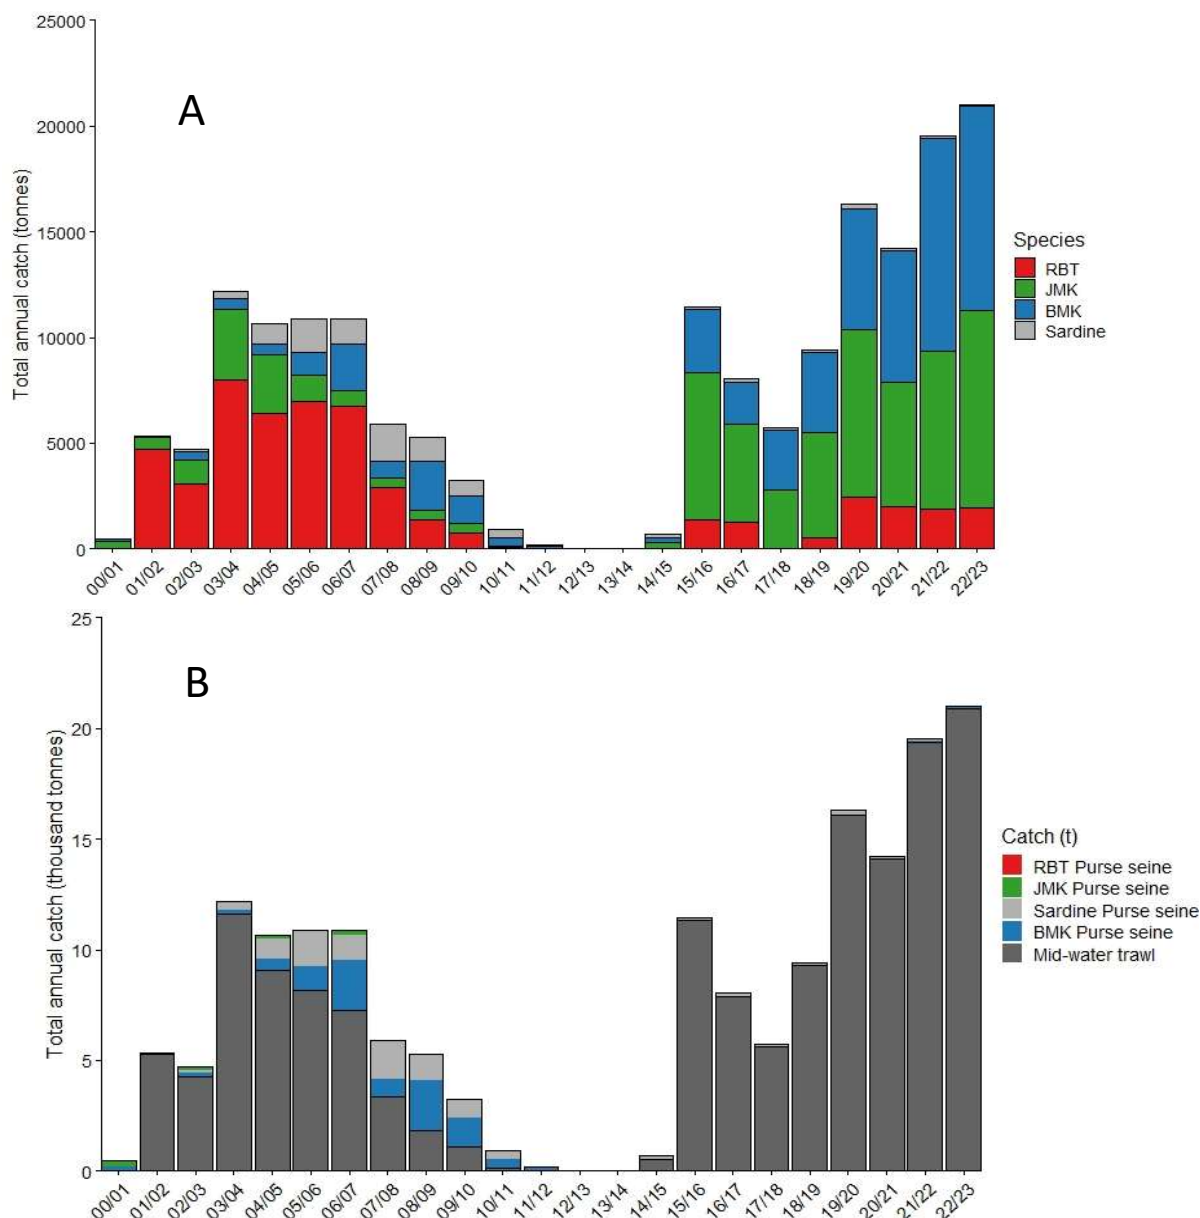 A
Total annual catch (tonnes)
25000
20000
15000
10000
5000
0
00/01 01/02 02/03 03/04 04/05 05/06 06/07 07/08 08/09 09/10 10/11 11/12 12/13 13/14 14/15 15/16 16/17 17/18 18/19 19/20 20/21 21/22 22/23
Species
RBT
JMK
BMK
Sardine
B
Total annual catch (thousand tonnes)
25
20
15
10
5
0
00/01 01/02 02/03 03/04 04/05 05/06 06/07 07/08 08/09 09/10 10/11 11/12 12/13 13/14 14/15 15/16 16/17 17/18 18/19 19/20 20/21 21/22 22/23
Catch (t)
RBT Purse seine
JMK Purse seine
Sardine Purse seine
BMK Purse seine
Mid-water trawl